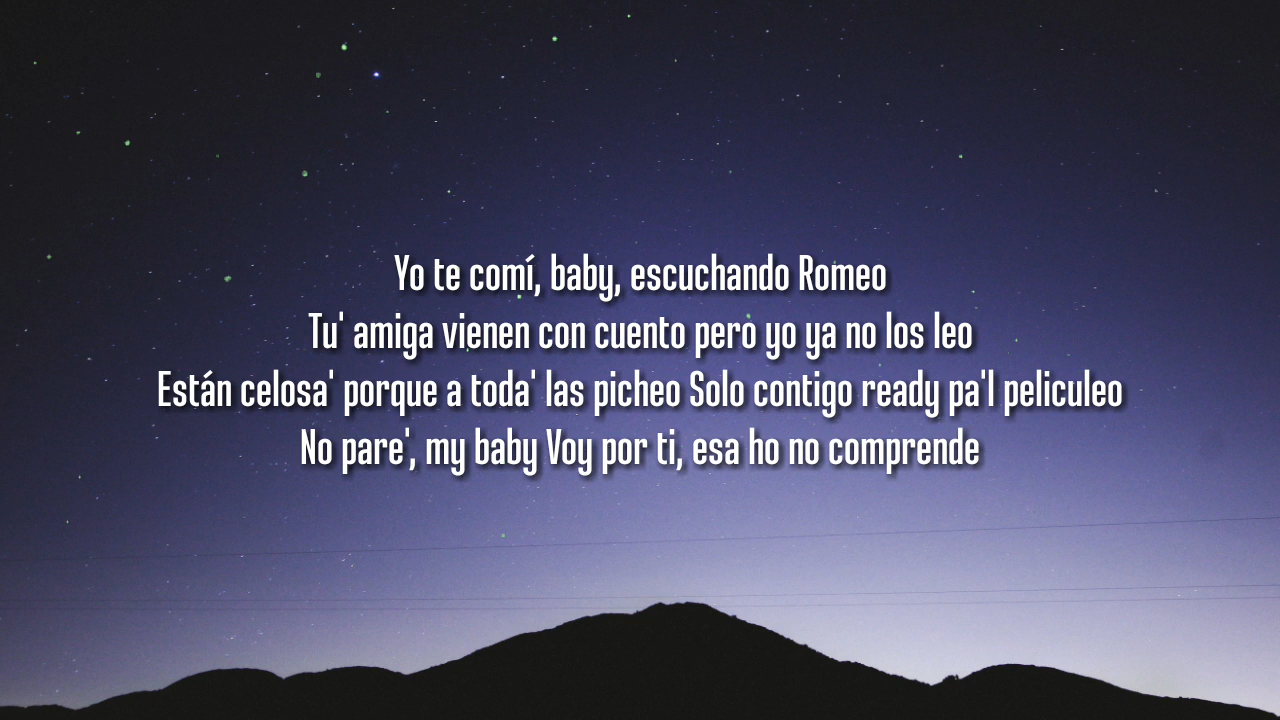 Yo te comí, baby, escuchando Romeo
Tu' amiga vienen con cuento pero yo ya no los leo
Están celosa' porque a toda' las picheo Solo contigo ready pa'l peliculeo
No pare', my baby Voy por ti, esa ho no comprende